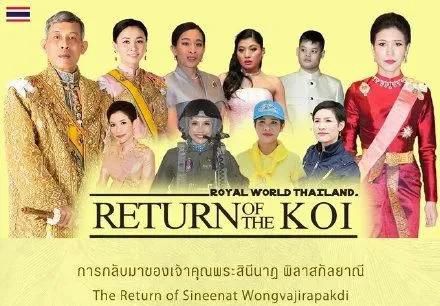 ROYAL WORLD THAILAND.
RETURN OF THE KOI
การกลับมาของเจ้าคุณพระสินีนาฏ พิลาสกัลยาณี
The Return of Sineenat Wongvajirapakdi